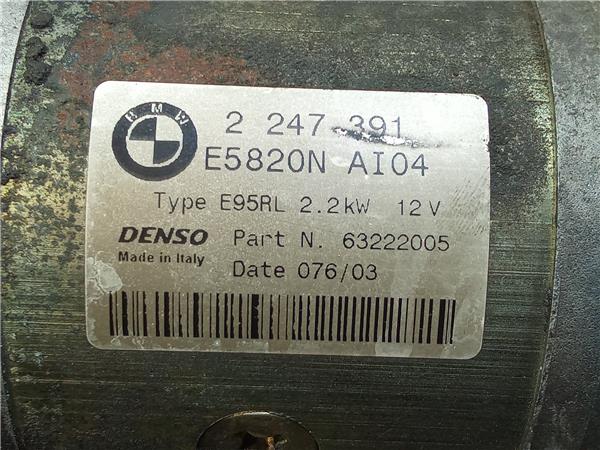 BMW
2 247 391
E5820N AI04
Type E95RL 2.2kW 12V
DENSO Part N. 63222005
Made in Italy
Date 076/03